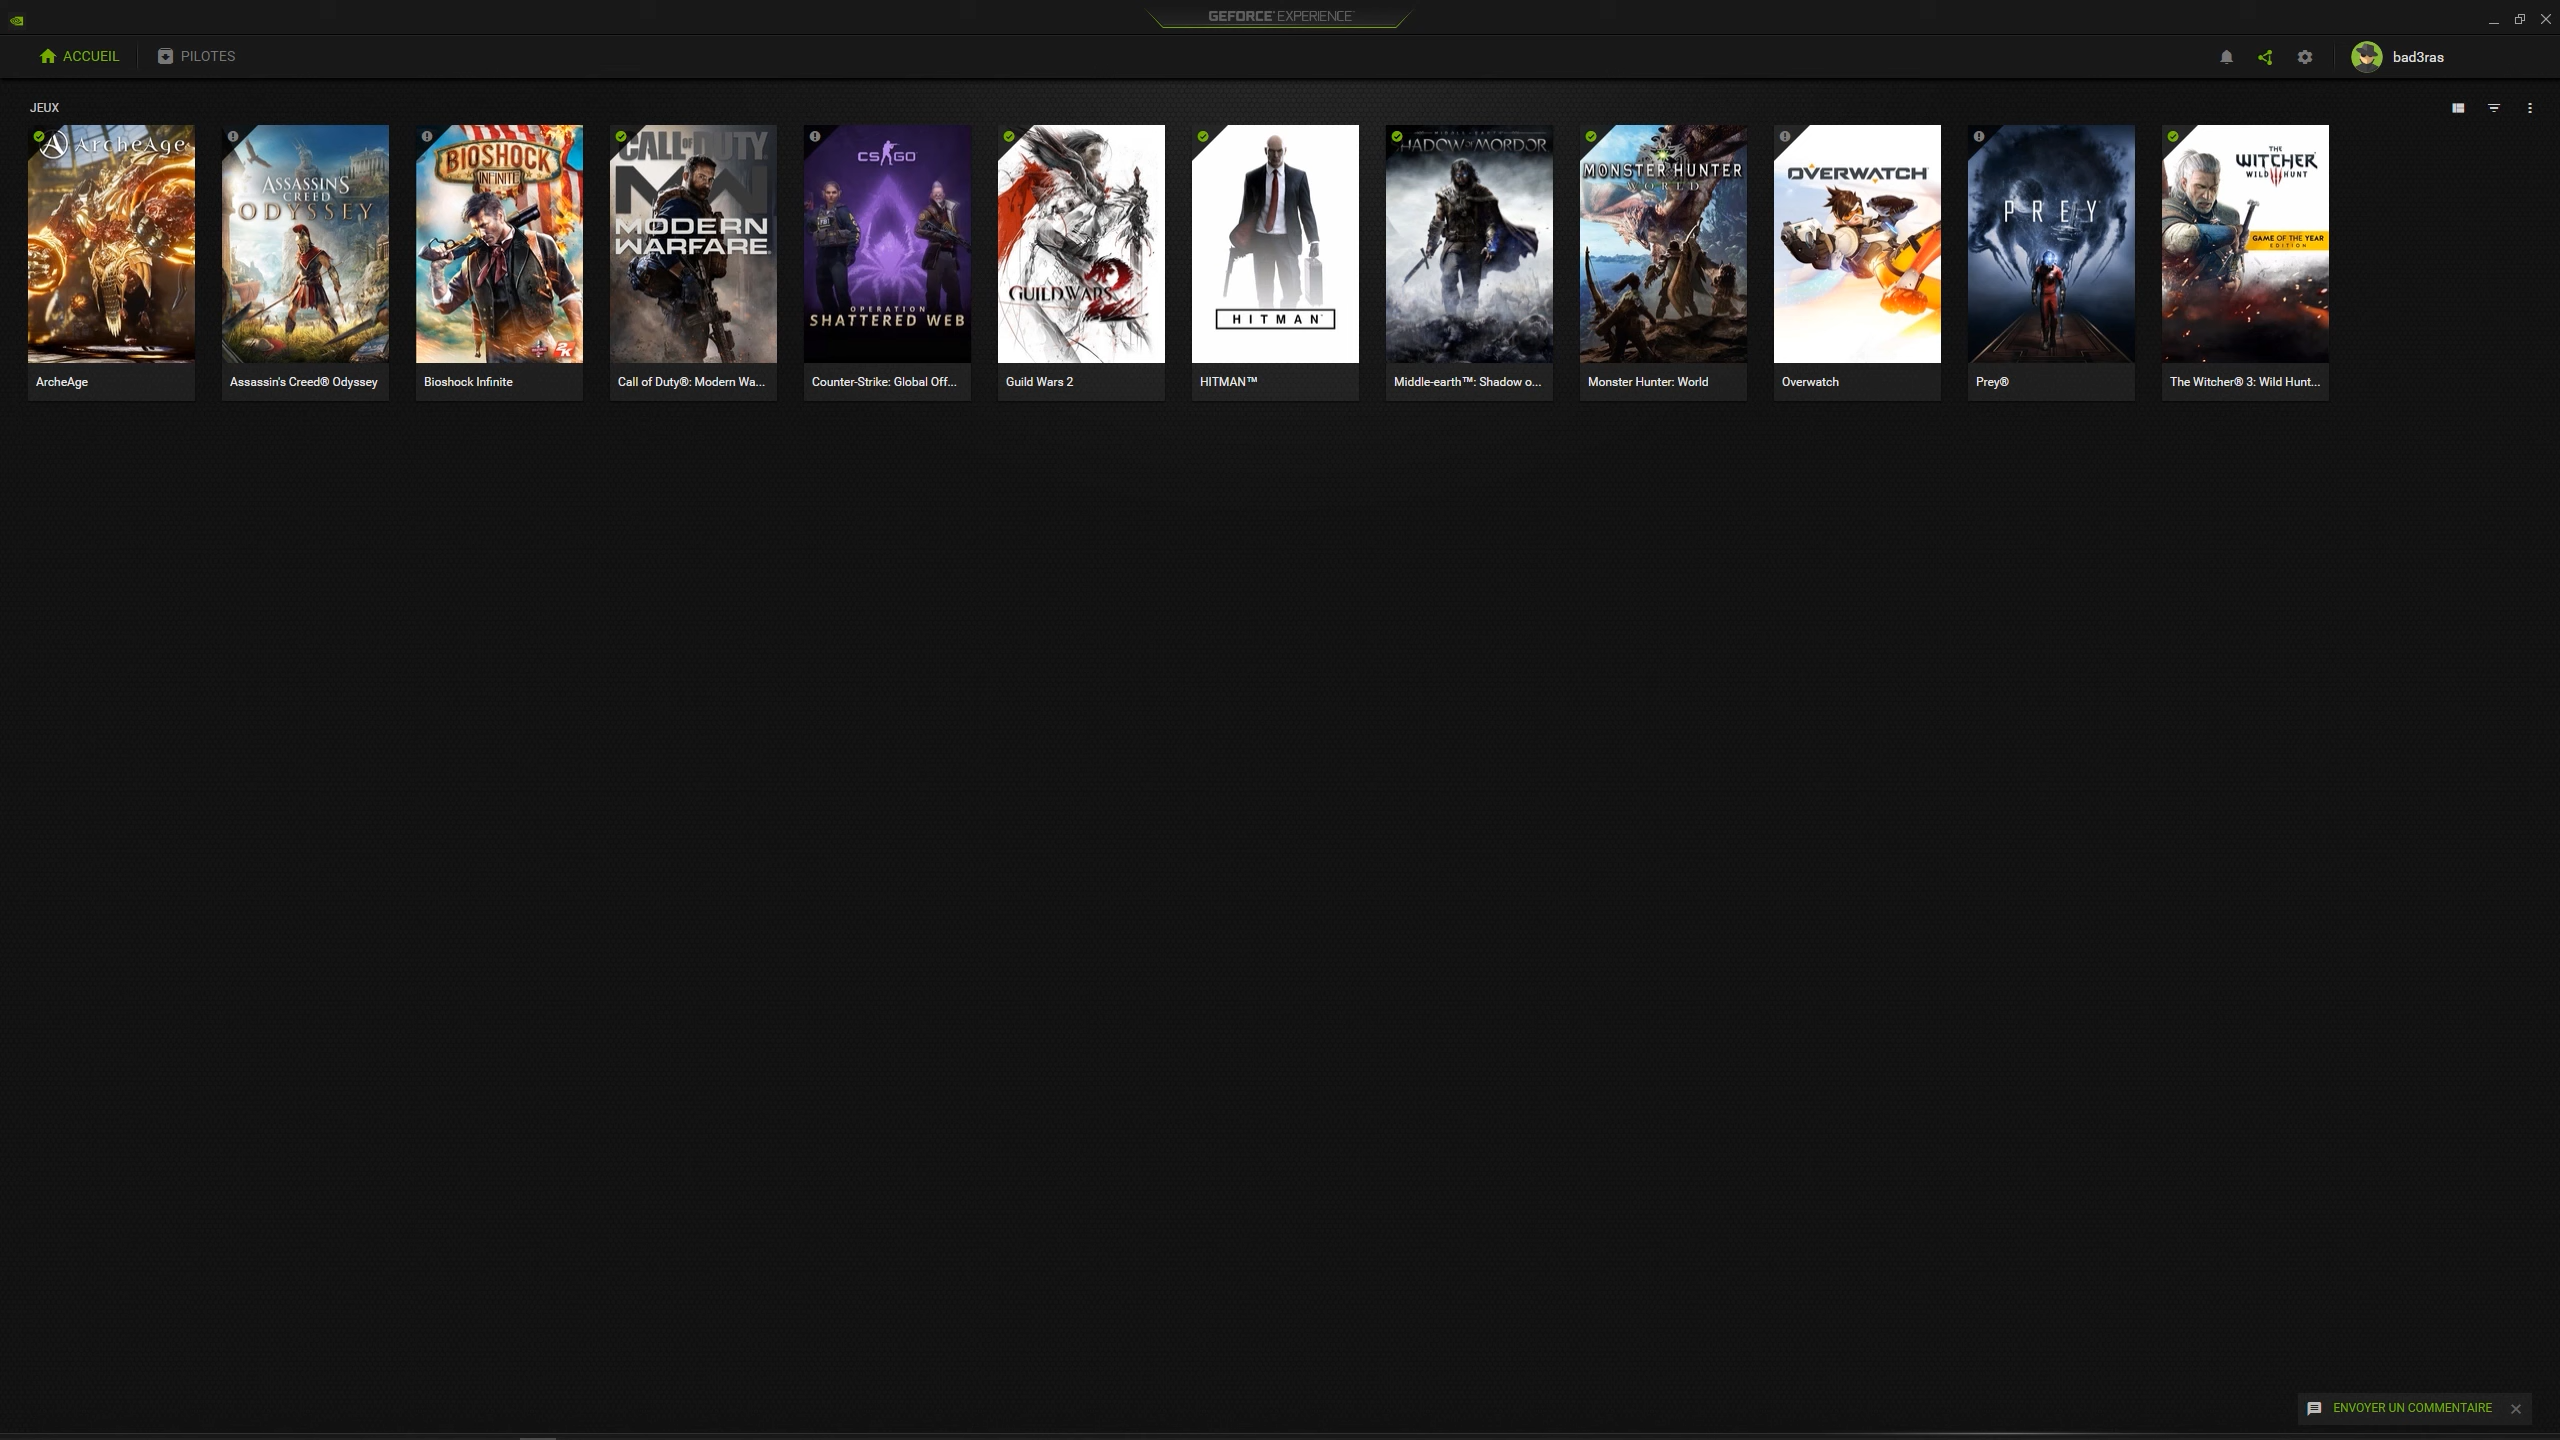 GEFORCE® EXPERIENCE™
ACCUEIL
PILOTES
bad3ras
JEUX
ArcheAge
ASSASSIN'S
CREED
ODYSSEY
BIOSHOCK
INFINITE
2K
CALL OF DUTY
MW
MODERN
WARFARE
CS GO
OPERATION
SHATTERED WEB
GUILD WARS 2
HITMAN
SHADOW OF MORDOR
MONSTER HUNTER
WORLD
OVERWATCH
PREY
THE
WITCHER
WILD HUNT
GAME OF THE YEAR
EDITION
ArcheAge
Assassin's Creed® Odyssey
Bioshock Infinite
Call of Duty®: Modern Wa...
Counter-Strike: Global Off...
Guild Wars 2
HITMAN™
Middle-earth™: Shadow o...
Monster Hunter: World
Overwatch
Prey®
The Witcher® 3: Wild Hunt...
ENVOYER UN COMMENTAIRE